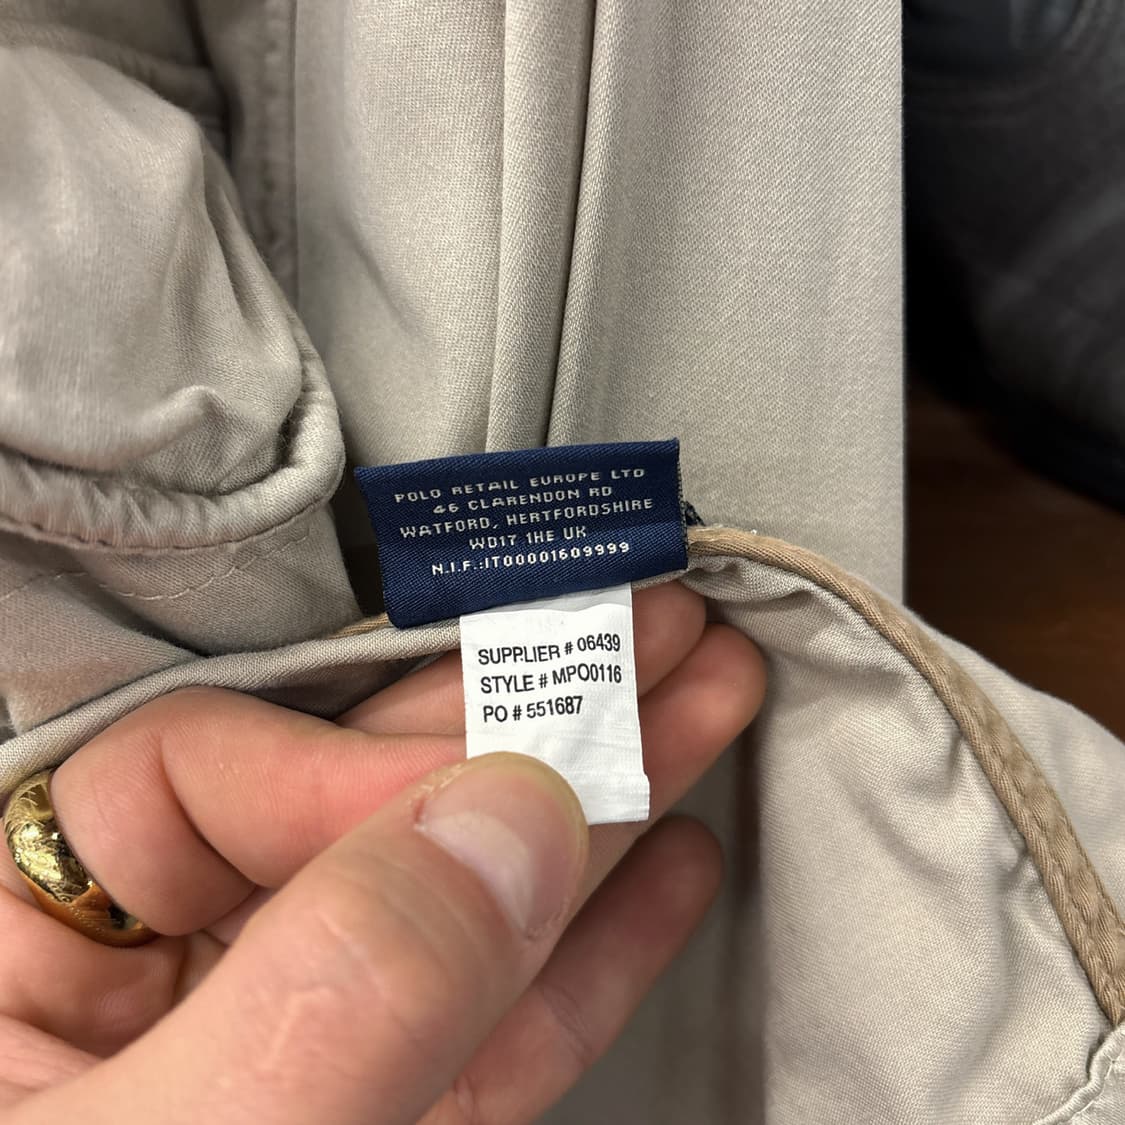 POLO RETAIL EUROPE LTD
46 CLARENDON RD
WATFORD, HERTFORDSHIRE
WD17 1HE UK
N.I.F.:IT00001609999
SUPPLIER # 06439
STYLE # MPO0116
PO # 551687